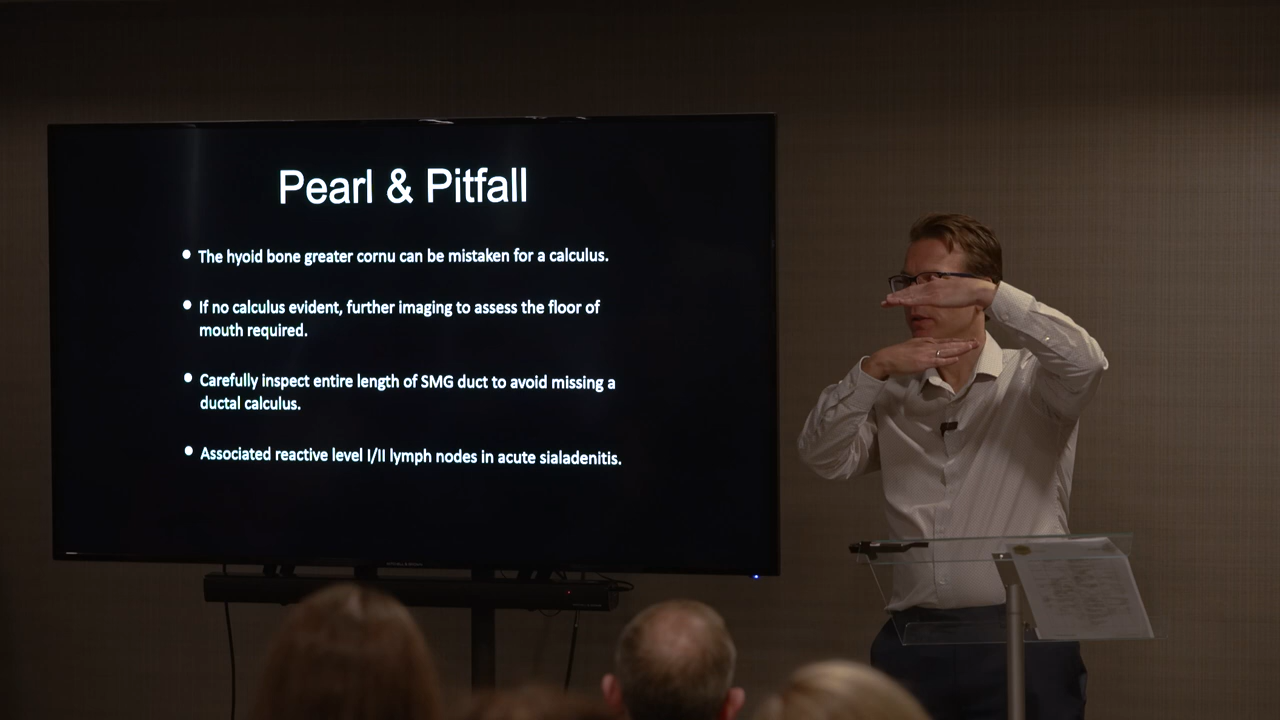 Pearl & Pitfall
• The hyoid bone greater cornu can be mistaken for a calculus.
• If no calculus evident, further imaging to assess the floor of
mouth required.
• Carefully inspect entire length of SMG duct to avoid missing a
ductal calculus.
• Associated reactive level I/II lymph nodes in acute sialadenitis.